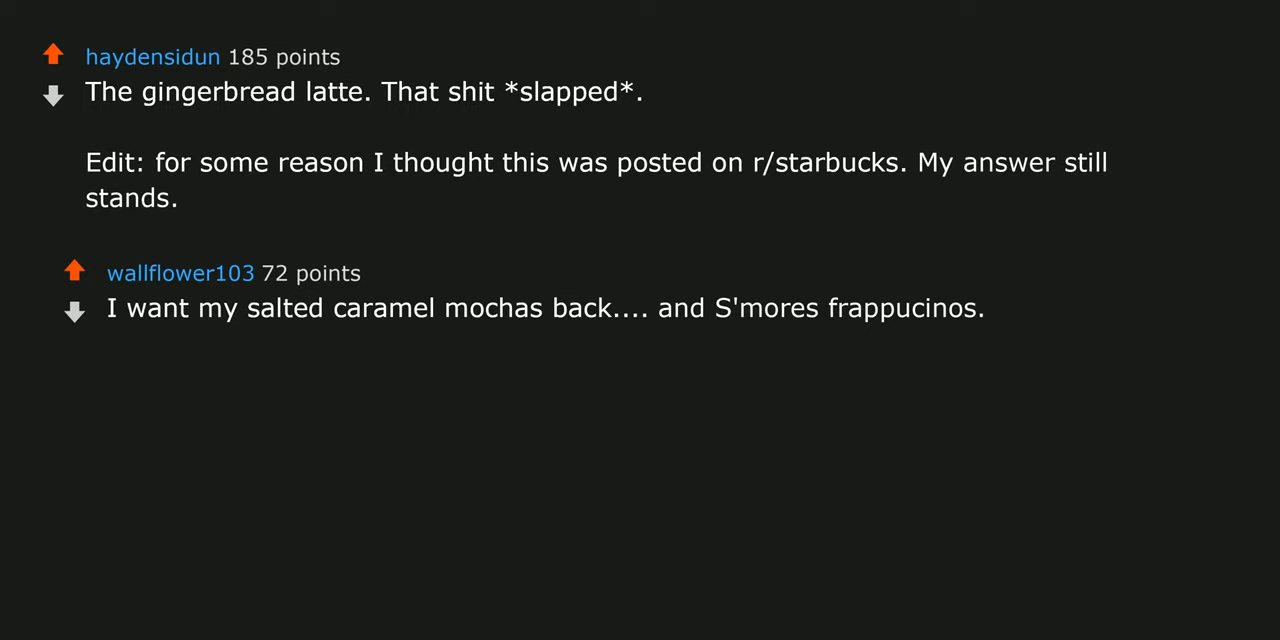 haydensidun 185 points
The gingerbread latte. That shit *slapped*.
Edit: for some reason I thought this was posted on r/starbucks. My answer still
stands.
wallflower103 72 points
I want my salted caramel mochas back.... and S'mores frappucinos.